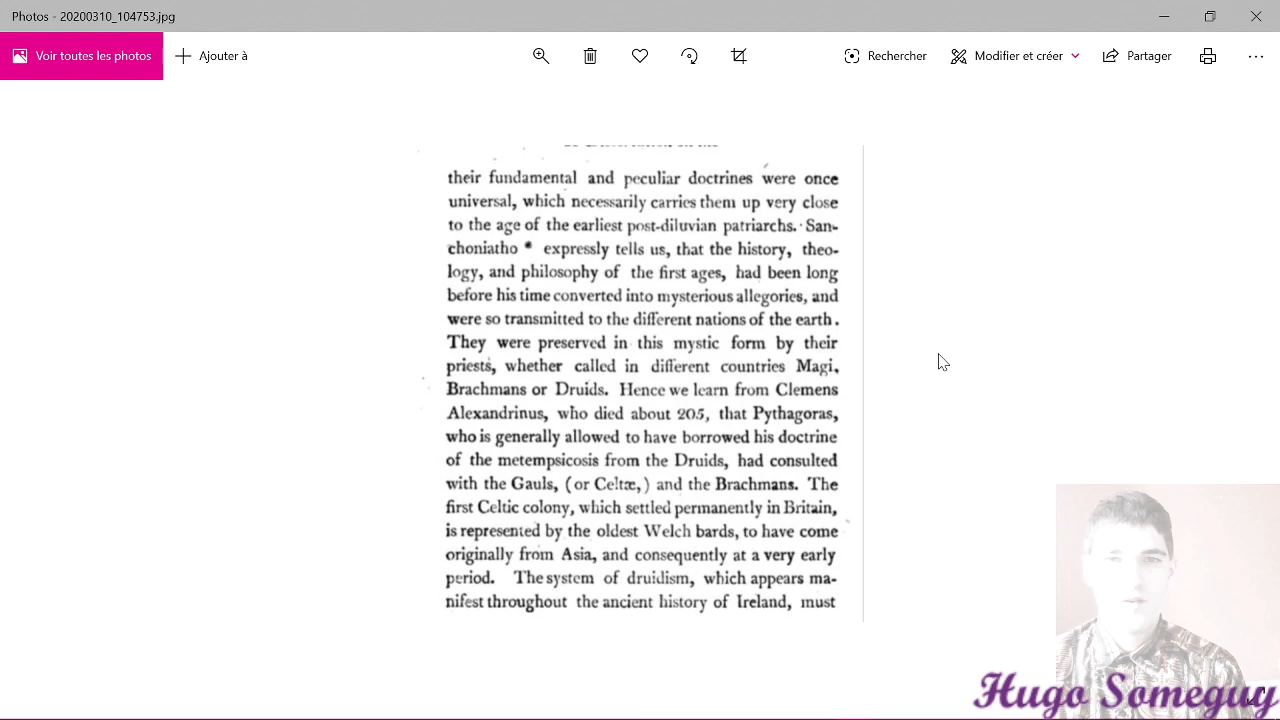 Photos - 20200310_104753.jpg
Voir toutes les photos
Ajouter à
Rechercher
Modifier et créer
Partager
their fundamental and peculiar doctrines were once
universal, which necessarily carries them up very close
to the age of the earliest post-diluvian patriarchs. San-
choniatho * expressly tells us, that the history, theo-
logy, and philosophy of the first ages, had been long
before his time converted into mysterious allegories, and
were so transmitted to the different nations of the earth.
They were preserved in this mystic form by their
priests, whether called in different countries Magi,
Brachmans or Druids. Hence we learn from Clemens
Alexandrinus, who died about 205, that Pythagoras,
who is generally allowed to have borrowed his doctrine
of the metempsicosis from the Druids, had consulted
with the Gauls, (or Celtæ,) and the Brachmans. The
first Celtic colony, which settled permanently in Britain,
is represented by the oldest Welch bards, to have come
originally from Asia, and consequently at a very early
period. The system of druidism, which appears ma-
nifest throughout the ancient history of Ireland, must
Hugo Someguy